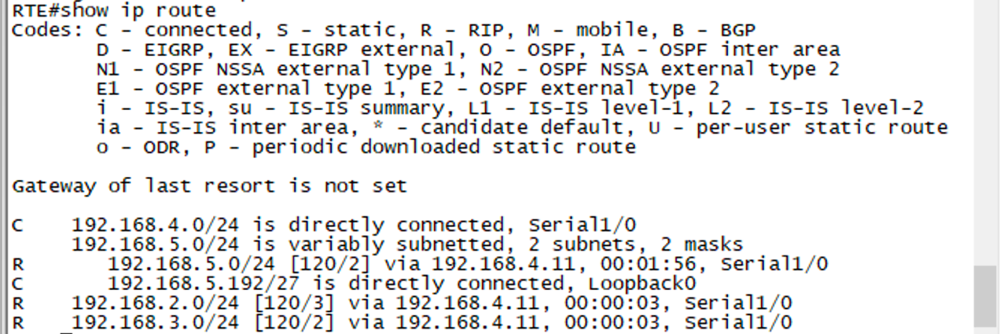 RTE#show ip route
Codes: C - connected, S - static, R - RIP, M - mobile, B - BGP
       D - EIGRP, EX - EIGRP external, O - OSPF, IA - OSPF inter area
       N1 - OSPF NSSA external type 1, N2 - OSPF NSSA external type 2
       E1 - OSPF external type 1, E2 - OSPF external type 2
       i - IS-IS, su - IS-IS summary, L1 - IS-IS level-1, L2 - IS-IS level-2
       ia - IS-IS inter area, * - candidate default, U - per-user static route
       o - ODR, P - periodic downloaded static route
Gateway of last resort is not set
C    192.168.4.0/24 is directly connected, Serial1/0
     192.168.5.0/24 is variably subnetted, 2 subnets, 2 masks
R       192.168.5.0/24 [120/2] via 192.168.4.11, 00:01:56, Serial1/0
C       192.168.5.192/27 is directly connected, Loopback0
R    192.168.2.0/24 [120/3] via 192.168.4.11, 00:00:03, Serial1/0
R    192.168.3.0/24 [120/2] via 192.168.4.11, 00:00:03, Serial1/0